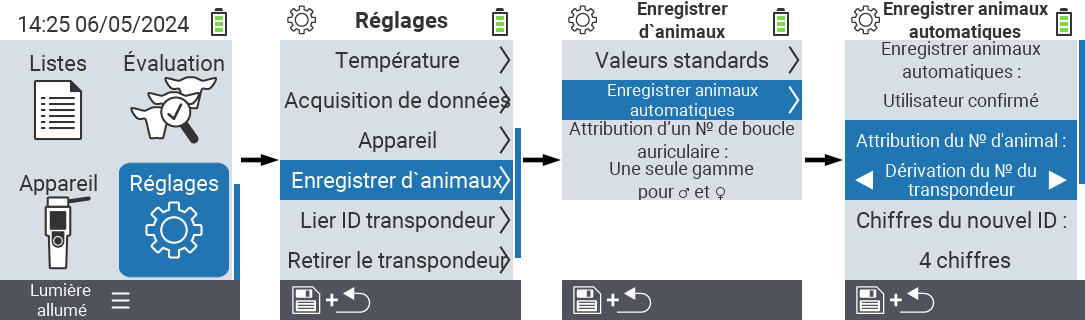 14:25 06/05/2024
Listes
Évaluation
Appareil
Réglages
Lumière
allumé
Réglages
Température
Acquisition de données
Appareil
Enregistrer d`animaux
Lier ID transpondeur
Retirer le transpondeur
+
Enregistrer
d`animaux
Valeurs standards
Enregistrer animaux
automatiques
Attribution d’un № de boucle
auriculaire :
Une seule gamme
pour ♂ et ♀
+
Enregistrer animaux
automatiques
Enregistrer animaux
automatiques :
Utilisateur confirmé
Attribution du № d'animal :
Dérivation du № du
transpondeur
Chiffres du nouvel ID :
4 chiffres
+